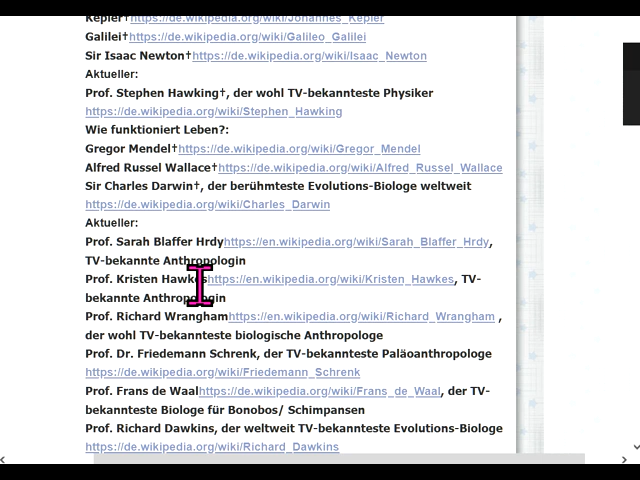 Kepler†https://de.wikipedia.org/wiki/Johannes_Kepler
Galilei†https://de.wikipedia.org/wiki/Galileo_Galilei
Sir Isaac Newton†https://de.wikipedia.org/wiki/Isaac_Newton
Aktueller:
Prof. Stephen Hawking†, der wohl TV-bekannteste Physiker
https://de.wikipedia.org/wiki/Stephen_Hawking
Wie funktioniert Leben?:
Gregor Mendel†https://de.wikipedia.org/wiki/Gregor_Mendel
Alfred Russel Wallace†https://de.wikipedia.org/wiki/Alfred_Russel_Wallace
Sir Charles Darwin†, der berühmteste Evolutions-Biologe weltweit
https://de.wikipedia.org/wiki/Charles_Darwin
Aktueller:
Prof. Sarah Blaffer Hrdyhttps://en.wikipedia.org/wiki/Sarah_Blaffer_Hrdy,
TV-bekannte Anthropologin
Prof. Kristen Hawkeshttps://en.wikipedia.org/wiki/Kristen_Hawkes, TV-
bekannte Anthropologin
Prof. Richard Wranghamhttps://en.wikipedia.org/wiki/Richard_Wrangham ,
der wohl TV-bekannteste biologische Anthropologe
Prof. Dr. Friedemann Schrenk, der TV-bekannteste Paläoanthropologe
https://de.wikipedia.org/wiki/Friedemann_Schrenk
Prof. Frans de Waalhttps://de.wikipedia.org/wiki/Frans_de_Waal, der TV-
bekannteste Biologe für Bonobos/ Schimpansen
Prof. Richard Dawkins, der weltweit TV-bekannteste Evolutions-Biologe
https://de.wikipedia.org/wiki/Richard_Dawkins